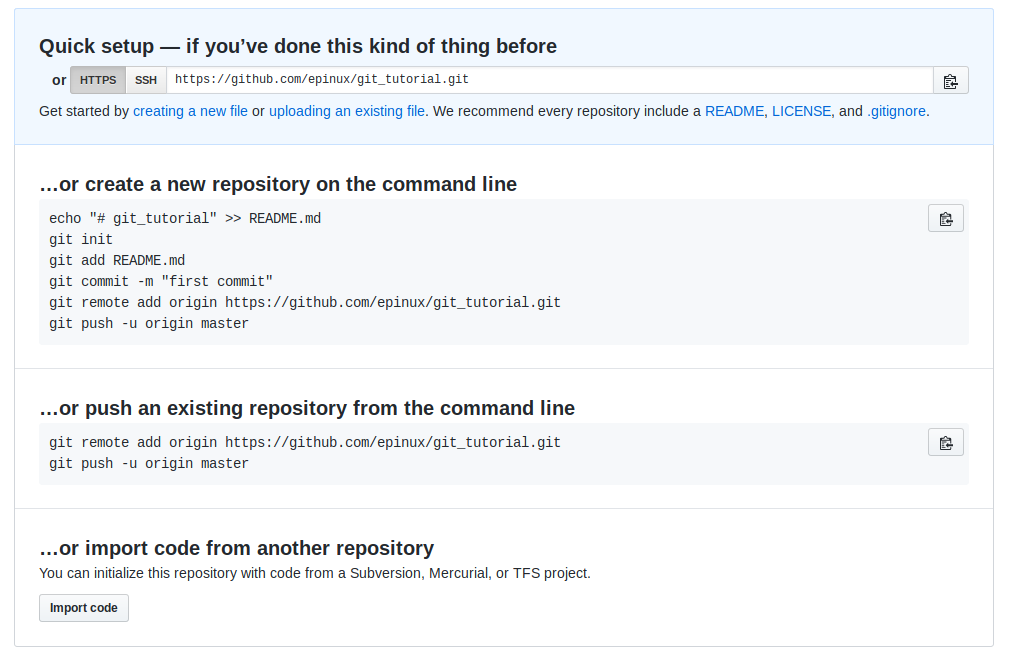 Quick setup — if you’ve done this kind of thing before
or HTTPS SSH https://github.com/epinux/git_tutorial.git
Get started by creating a new file or uploading an existing file. We recommend every repository include a README, LICENSE, and .gitignore.
…or create a new repository on the command line
echo "# git_tutorial" >> README.md
git init
git add README.md
git commit -m "first commit"
git remote add origin https://github.com/epinux/git_tutorial.git
git push -u origin master
…or push an existing repository from the command line
git remote add origin https://github.com/epinux/git_tutorial.git
git push -u origin master
…or import code from another repository
You can initialize this repository with code from a Subversion, Mercurial, or TFS project.
Import code